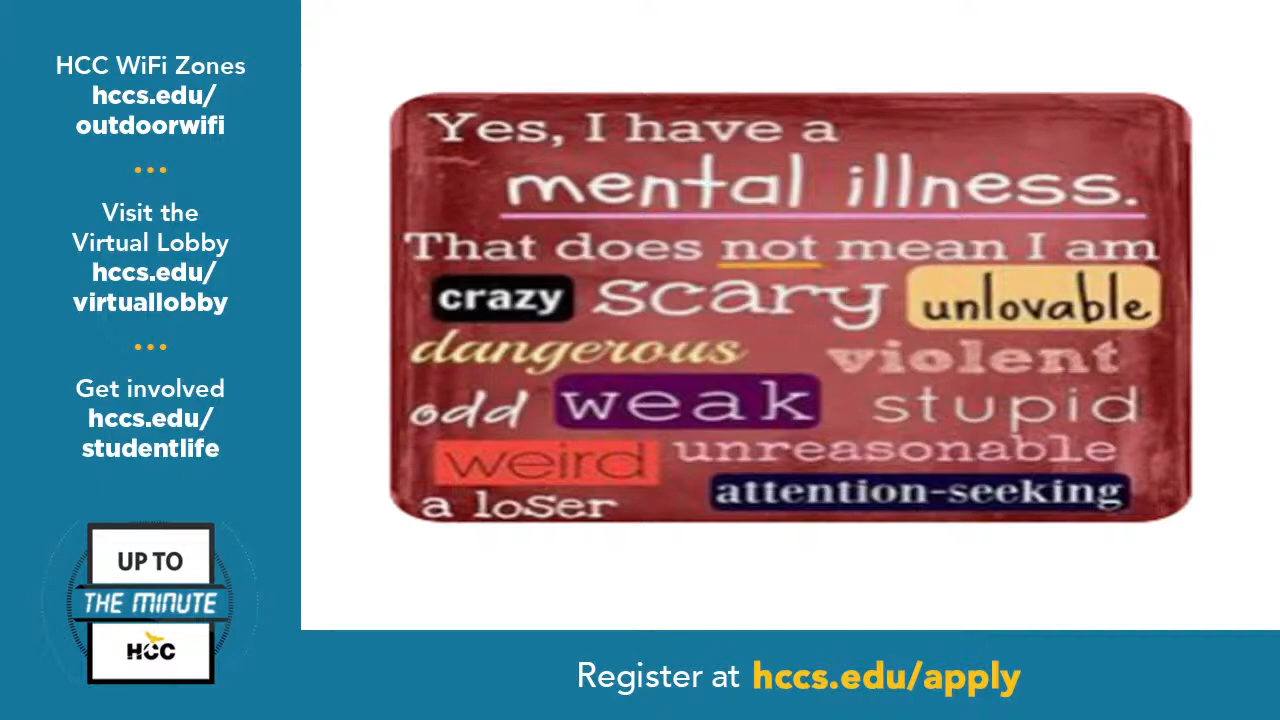 HCC WiFi Zones
hccs.edu/
outdoorwifi
...
Visit the
Virtual Lobby
hccs.edu/
virtuallobby
...
Get involved
hccs.edu/
studentlife
UP TO
THE MINUTE
HCC
Yes, I have a
mental illness.
That does not mean I am
crazy scary unlovable
dangerous violent
odd weak stupid
weird unreasonable
a loser attention-seeking
Register at hccs.edu/apply